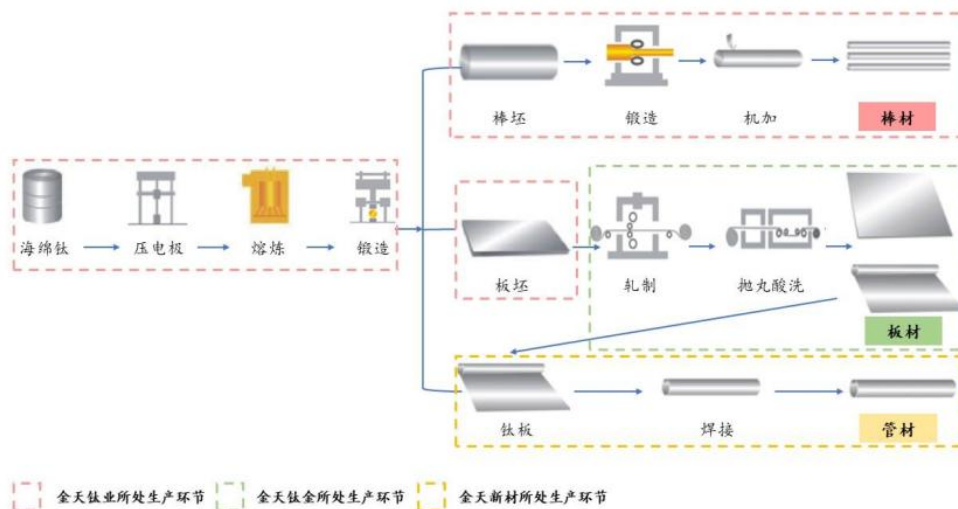 棒坯
锻造
机加
棒材
海绵钛
压电极
熔炼
锻造
板坯
轧制
抛丸酸洗
板材
钛板
焊接
管材
金天钛业所处生产环节
金天钛金所处生产环节
金天新材所处生产环节